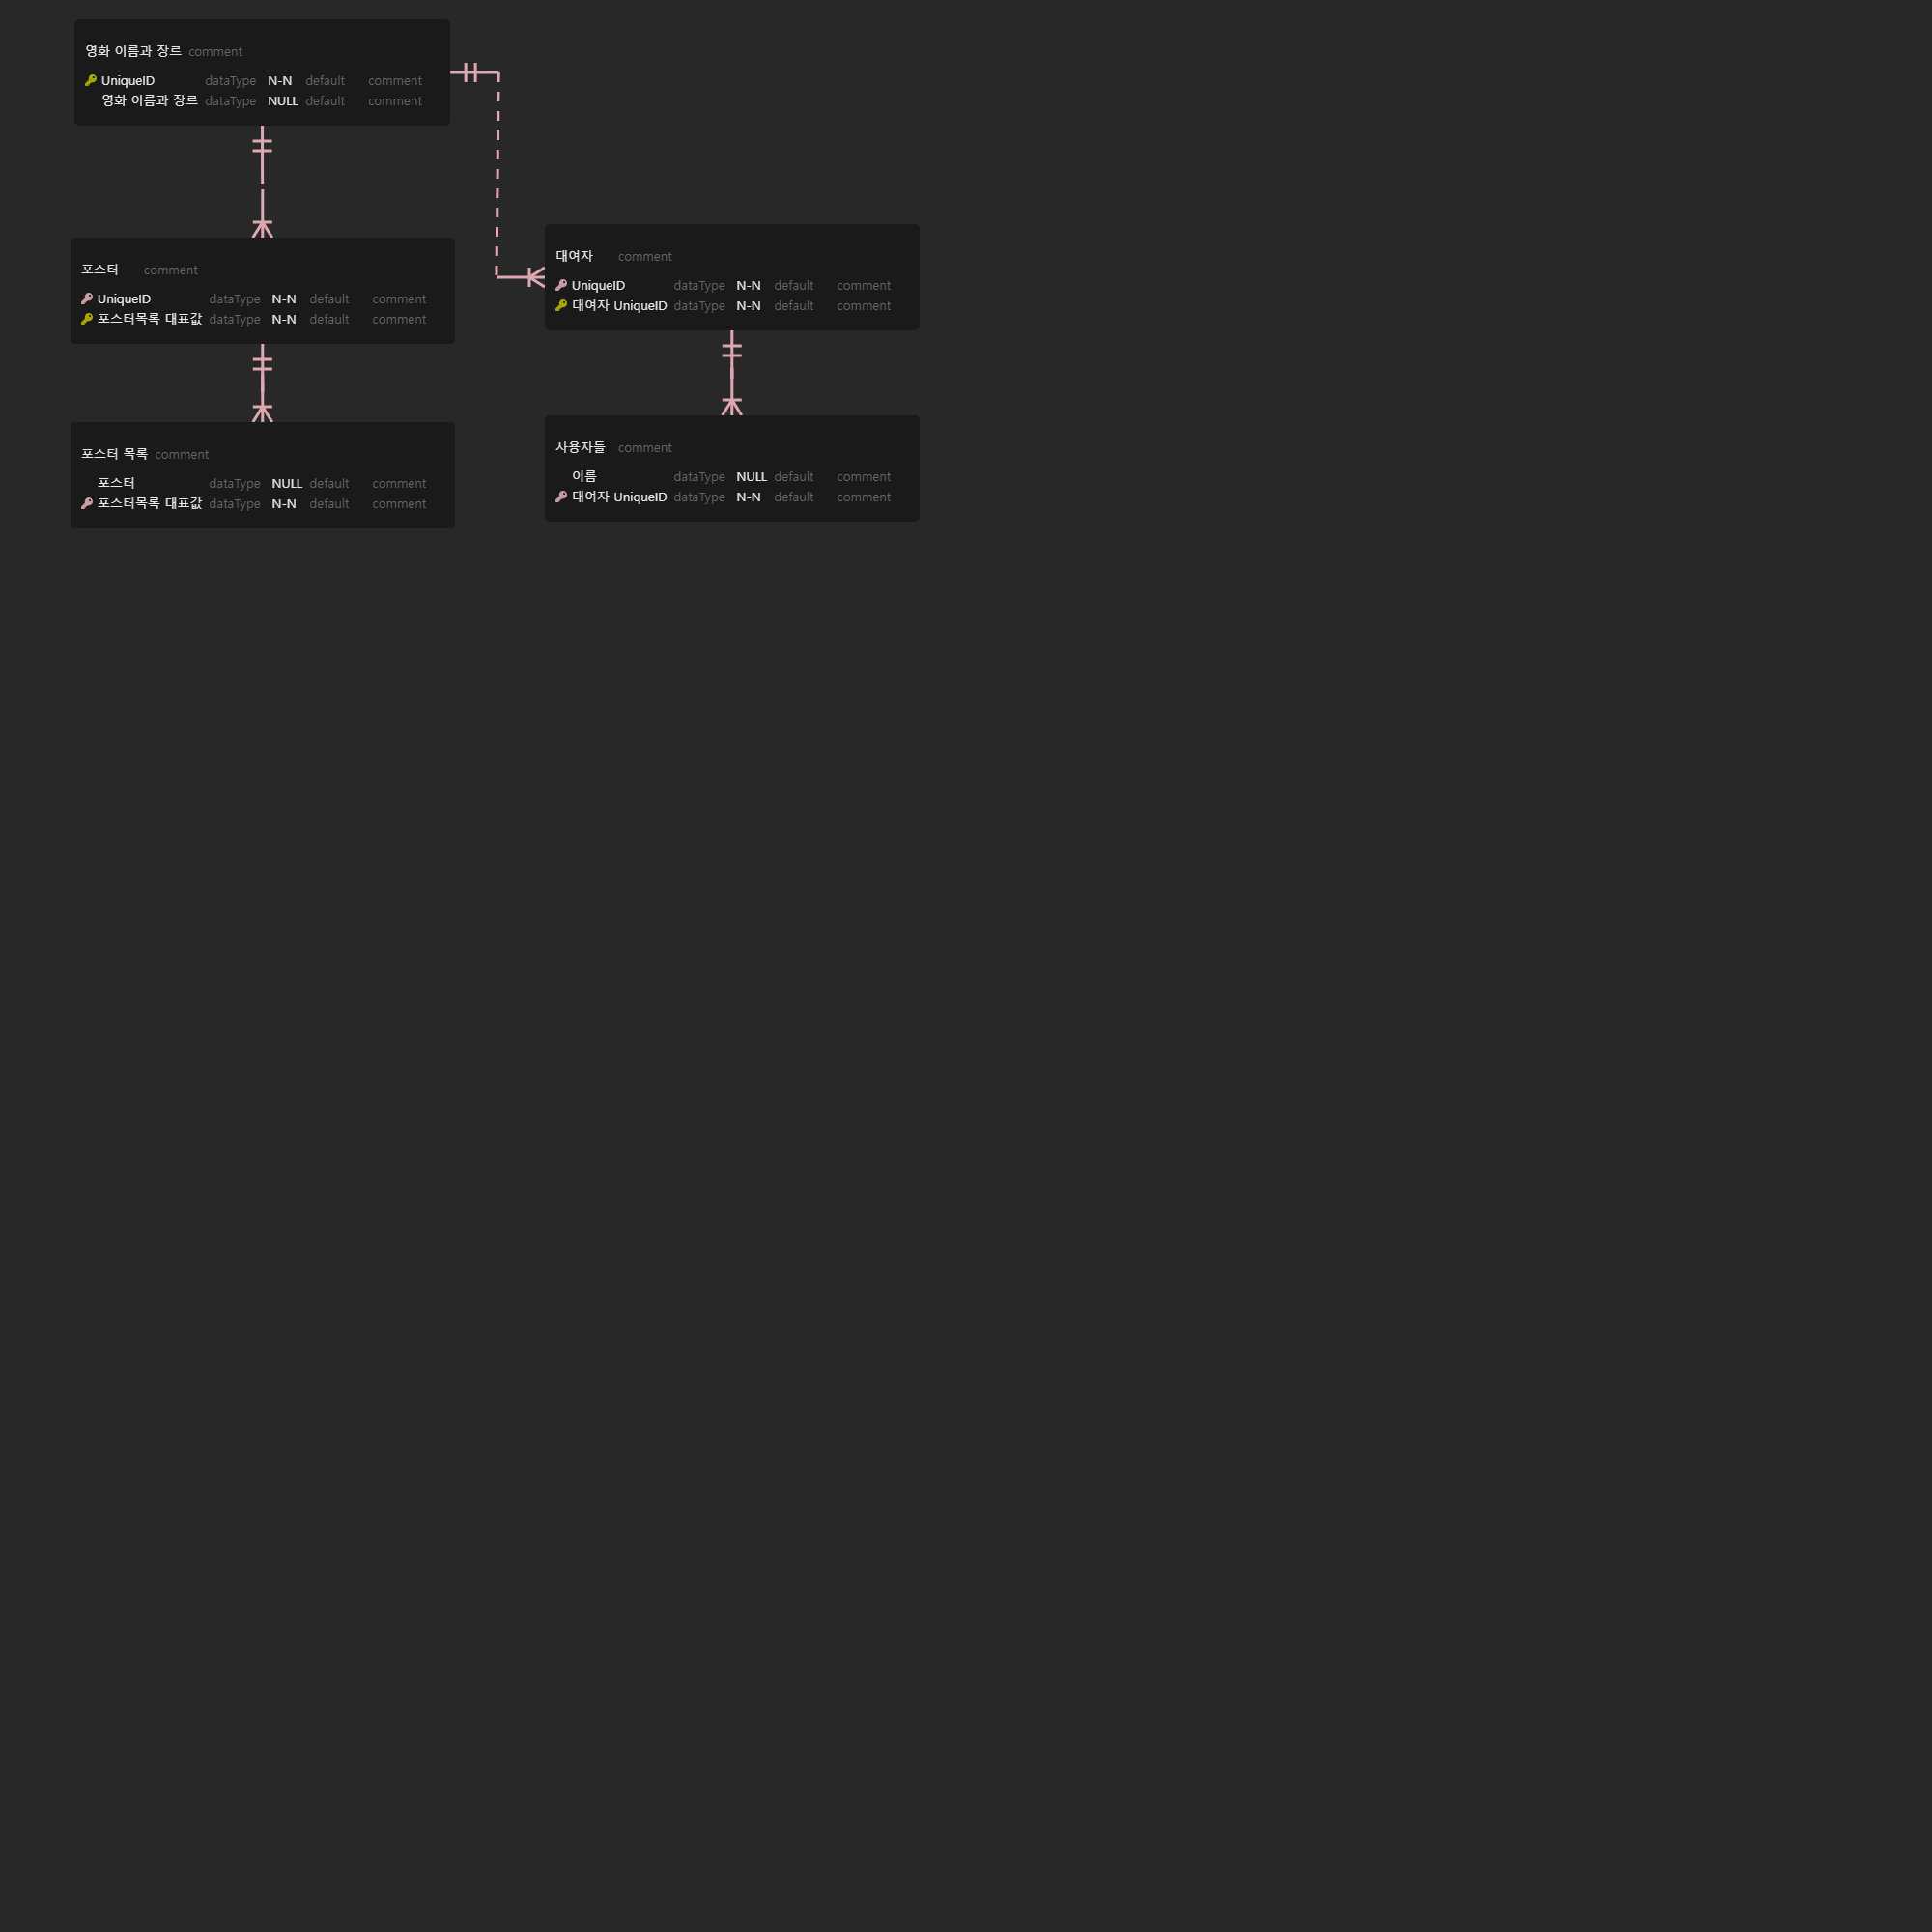 영화 이름과 장르 comment
UniqueID dataType N-N default comment
영화 이름과 장르 dataType NULL default comment
포스터 comment
UniqueID dataType N-N default comment
포스터목록 대표값 dataType N-N default comment
포스터 목록 comment
포스터 dataType NULL default comment
포스터목록 대표값 dataType N-N default comment
대여자 comment
UniqueID dataType N-N default comment
대여자 UniqueID dataType N-N default comment
사용자들 comment
이름 dataType NULL default comment
대여자 UniqueID dataType N-N default comment